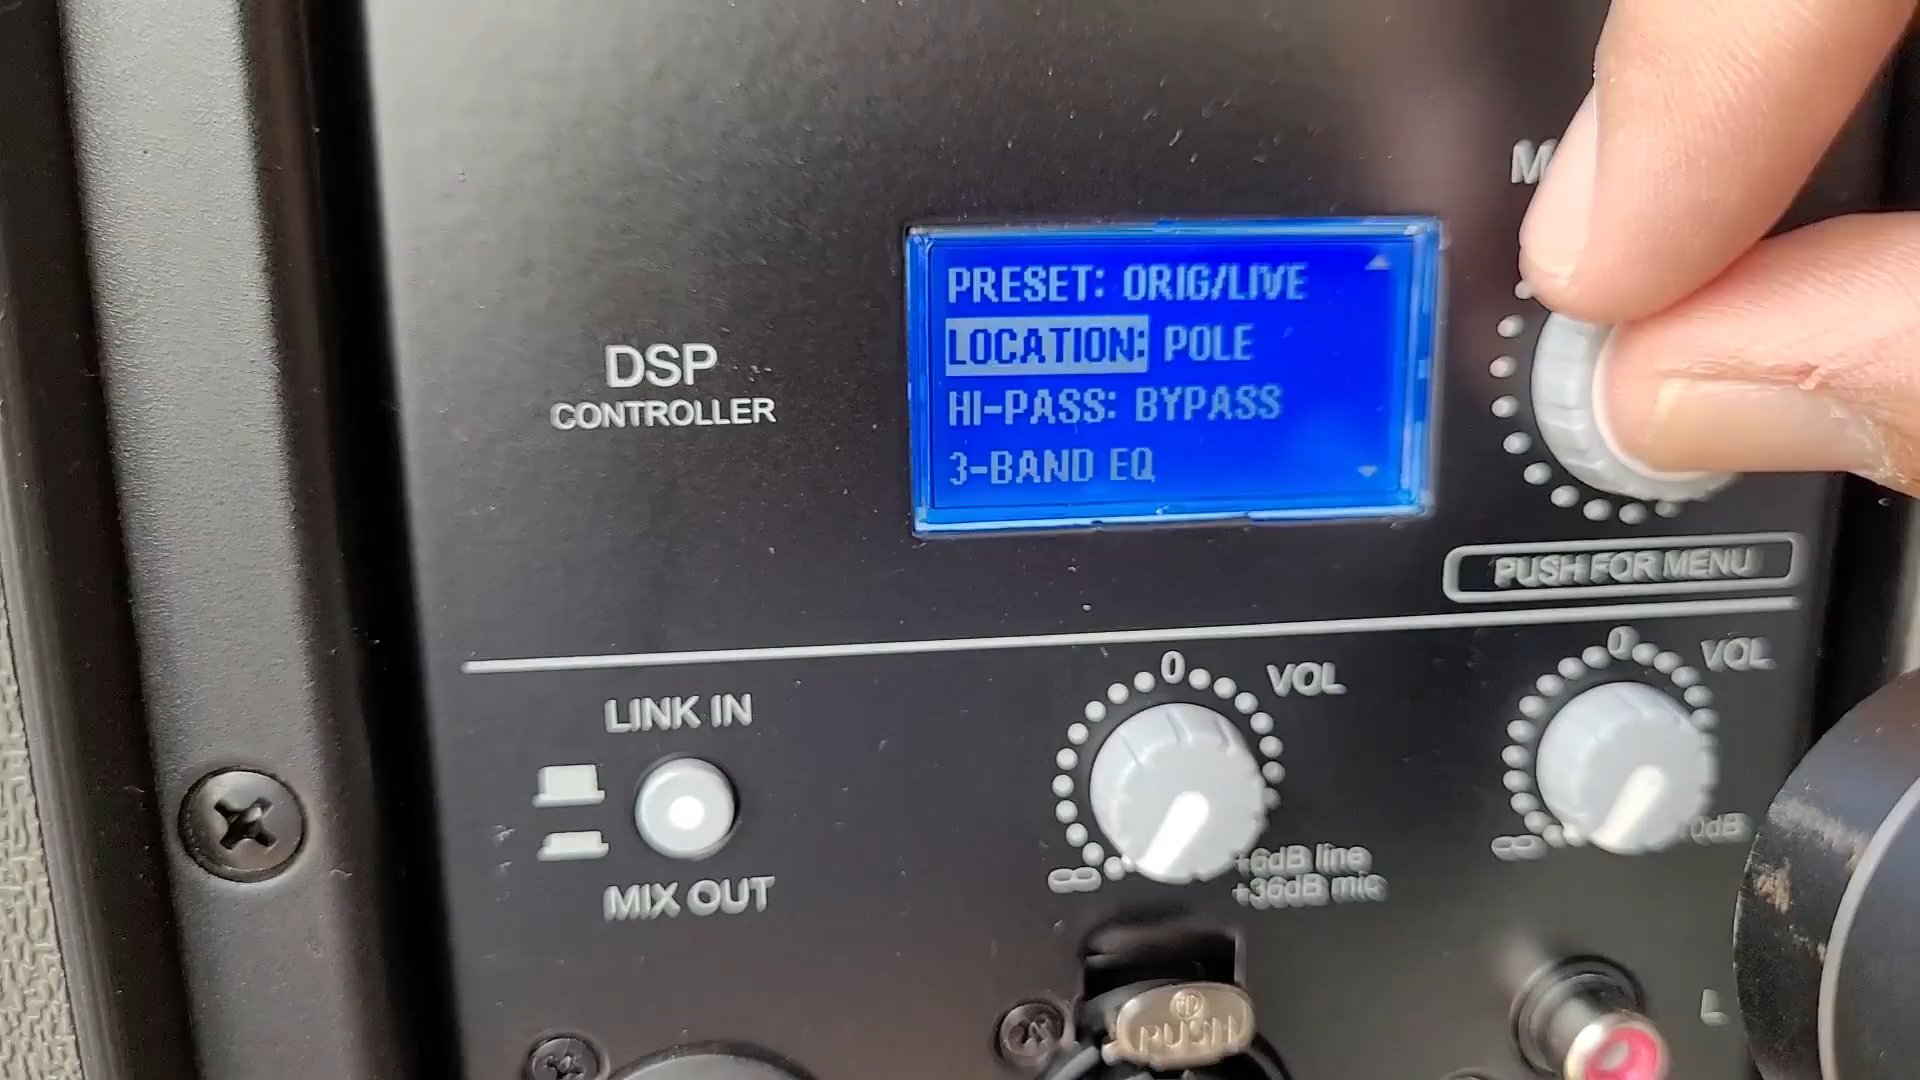 PRESET: ORIG/LIVE
LOCATION: POLE
HI-PASS: BYPASS
3-BAND EQ
DSP
CONTROLLER
PUSH FOR MENU
LINK IN
MIX OUT
0
VOL
∞
+6dB line
+36dB mic
0
VOL
∞
PUSH
L